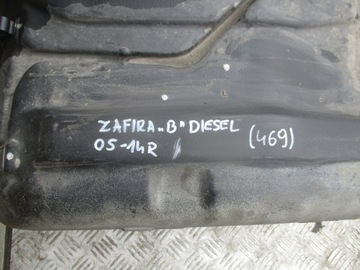 ZAFIRA „B" DIESEL (469)
05-14R